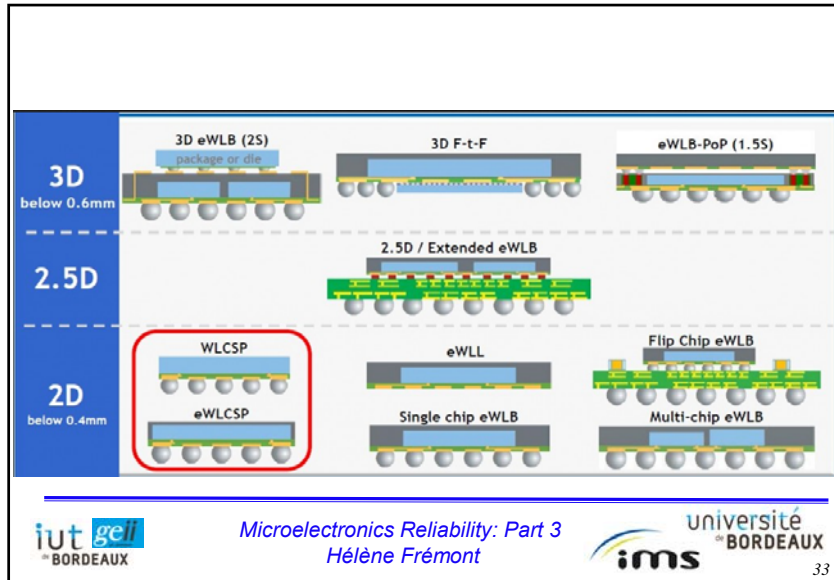 3D
below 0.6mm
3D eWLB (2S)
package or die
3D F-t-F
eWLB-PoP (1.5S)
2.5D
2.5D / Extended eWLB
2D
below 0.4mm
WLCSP
eWLCSP
eWLL
Single chip eWLB
Flip Chip eWLB
Multi-chip eWLB
iut geii
de BORDEAUX
Microelectronics Reliability: Part 3
Hélène Frémont
ims
université
de BORDEAUX
33